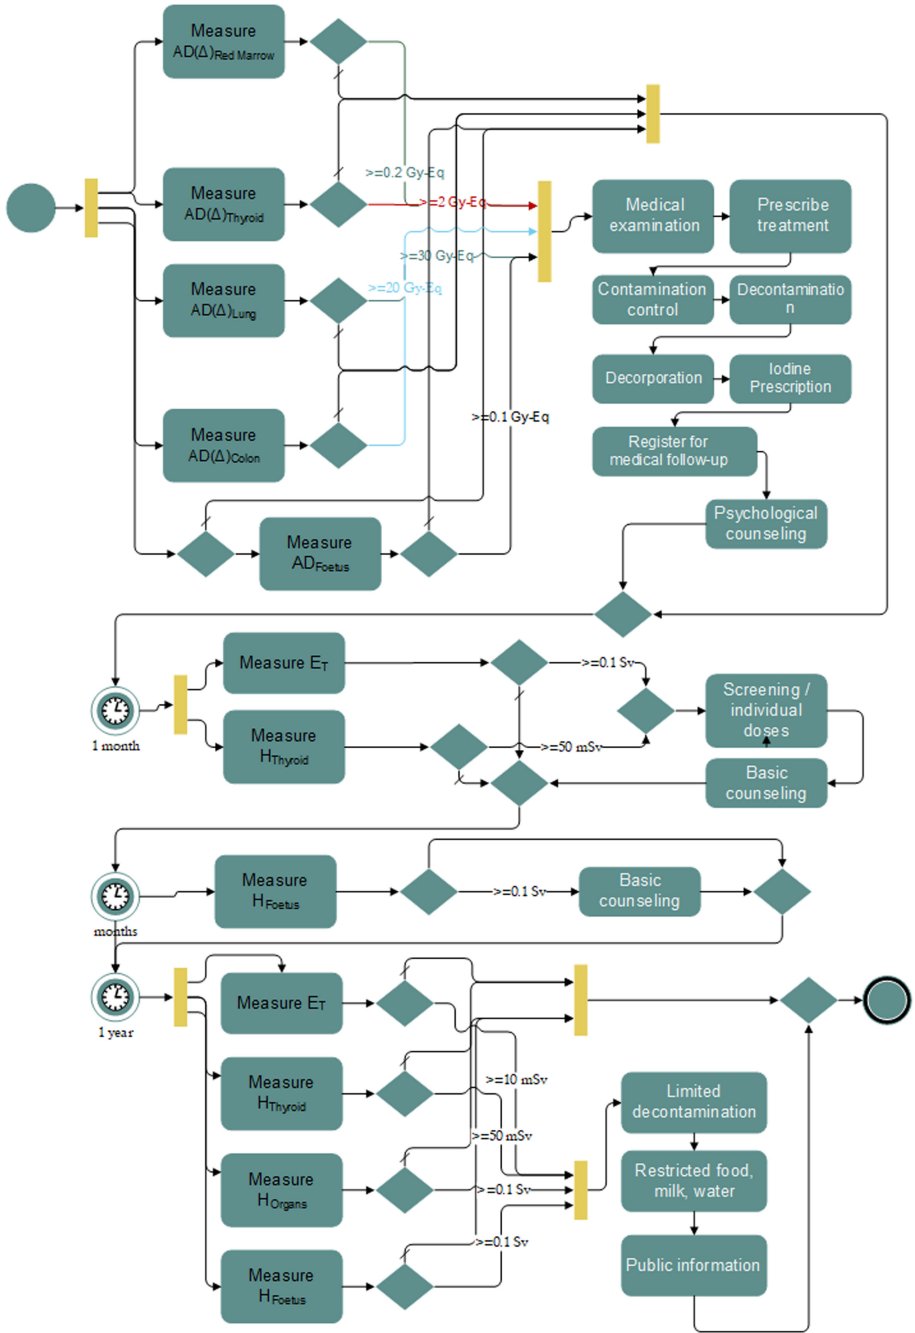 Measure
AD(Δ)Red Marrow
>=0.2 Gy-Eq
Measure
AD(Δ)Thyroid
>=2 Gy-Eq
Medical
examination
Prescribe
treatment
>=30 Gy-Eq
Measure
AD(Δ)Lung
>=20 Gy-Eq
Contamination
control
Decontaminatio
n
Decorporation
Iodine
Prescription
>=0.1 Gy-Eq
Measure
AD(Δ)Colon
Register for
medical follow-up
Psychological
counseling
Measure
ADFoetus
Measure ET
>=0.1 Sv
Screening /
individual
doses
1 month
Measure
HThyroid
>=50 mSv
Basic
counseling
Measure
HFoetus
>=0.1 Sv
Basic
counseling
months
Measure ET
1 year
>=10 mSv
Measure
HThyroid
Limited
decontamination
>=50 mSv
Measure
HOrgans
>=0.1 Sv
Restricted food,
milk, water
>=0.1 Sv
Public information
Measure
HFoetus